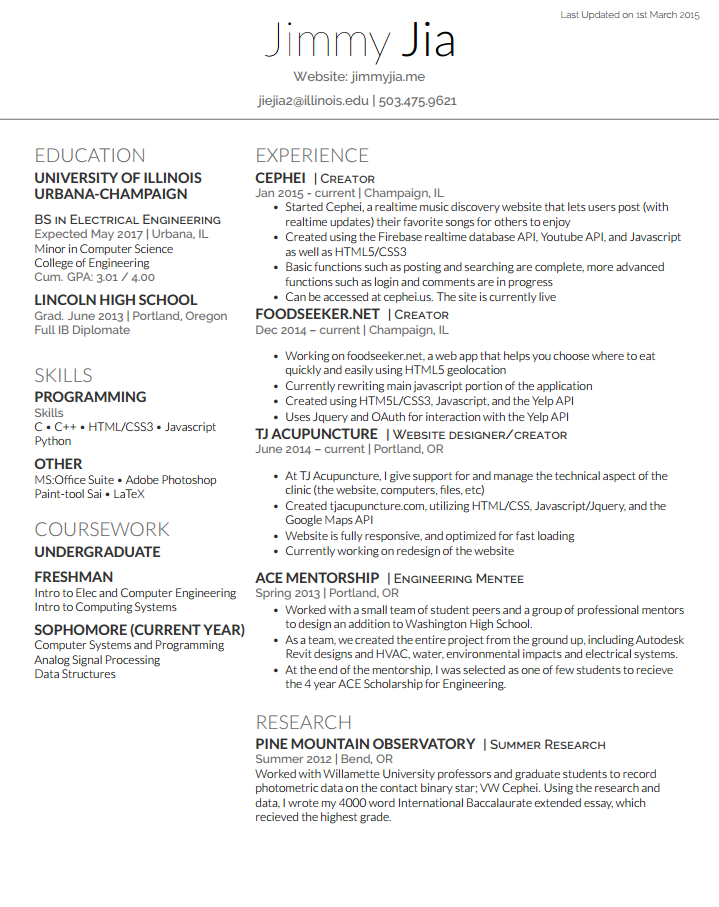 Last Updated on 1st March 2015
Jimmy Jia
Website: jimmyjia.me
jiejia2@illinois.edu | 503.475.9621
EDUCATION
UNIVERSITY OF ILLINOIS
URBANA-CHAMPAIGN
BS IN ELECTRICAL ENGINEERING
Expected May 2017 | Urbana, IL
Minor in Computer Science
College of Engineering
Cum. GPA: 3.01 / 4.00
LINCOLN HIGH SCHOOL
Grad. June 2013 | Portland, Oregon
Full IB Diplomate
SKILLS
PROGRAMMING
Skills
C • C++ • HTML/CSS3 • Javascript
Python
OTHER
MS:Office Suite • Adobe Photoshop
Paint-tool Sai • LaTeX
COURSEWORK
UNDERGRADUATE
FRESHMAN
Intro to Elec and Computer Engineering
Intro to Computing Systems
SOPHOMORE (CURRENT YEAR)
Computer Systems and Programming
Analog Signal Processing
Data Structures
EXPERIENCE
CEPHEI | CREATOR
Jan 2015 - current | Champaign, IL
• Started Cephei, a realtime music discovery website that lets users post (with
realtime updates) their favorite songs for others to enjoy
• Created using the Firebase realtime database API, Youtube API, and Javascript
as well as HTML5/CSS3
• Basic functions such as posting and searching are complete, more advanced
functions such as login and comments are in progress
• Can be accessed at cephei.us. The site is currently live
FOODSEEKER.NET | CREATOR
Dec 2014 – current | Champaign, IL
• Working on foodseeker.net, a web app that helps you choose where to eat
quickly and easily using HTML5 geolocation
• Currently rewriting main javascript portion of the application
• Created using HTM5L/CSS3, Javascript, and the Yelp API
• Uses Jquery and OAuth for interaction with the Yelp API
TJ ACUPUNCTURE | WEBSITE DESIGNER/CREATOR
June 2014 – current | Portland, OR
• At TJ Acupuncture, I give support for and manage the technical aspect of the
clinic (the website, computers, files, etc)
• Created tjacupuncture.com, utilizing HTML/CSS, Javascript/Jquery, and the
Google Maps API
• Website is fully responsive, and optimized for fast loading
• Currently working on redesign of the website
ACE MENTORSHIP | ENGINEERING MENTEE
Spring 2013 | Portland, OR
• Worked with a small team of student peers and a group of professional mentors
to design an addition to Washington High School.
• As a team, we created the entire project from the ground up, including Autodesk
Revit designs and HVAC, water, environmental impacts and electrical systems.
• At the end of the mentorship, I was selected as one of few students to recieve
the 4 year ACE Scholarship for Engineering.
RESEARCH
PINE MOUNTAIN OBSERVATORY | SUMMER RESEARCH
Summer 2012 | Bend, OR
Worked with Willamette University professors and graduate students to record
photometric data on the contact binary star; VW Cephei. Using the research and
data, I wrote my 4000 word International Baccalaurate extended essay, which
recieved the highest grade.